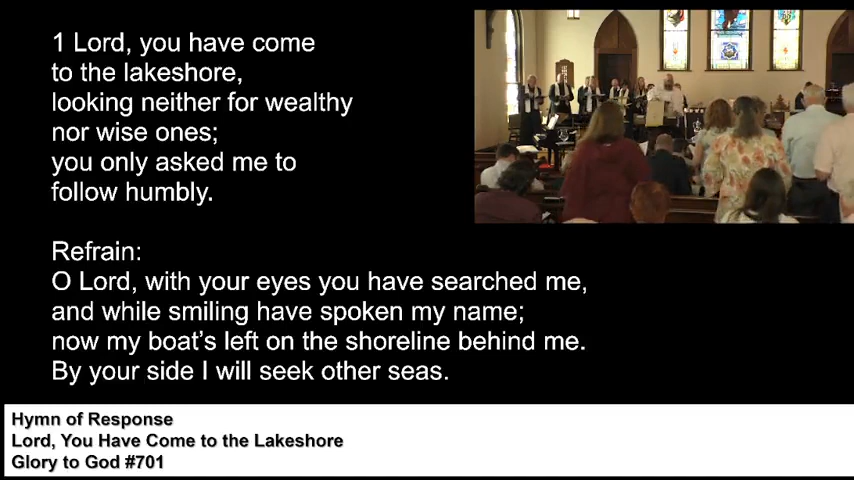 1 Lord, you have come
to the lakeshore,
looking neither for wealthy
nor wise ones;
you only asked me to
follow humbly.
Refrain:
O Lord, with your eyes you have searched me,
and while smiling have spoken my name;
now my boat's left on the shoreline behind me.
By your side I will seek other seas.
Hymn of Response
Lord, You Have Come to the Lakeshore
Glory to God #701